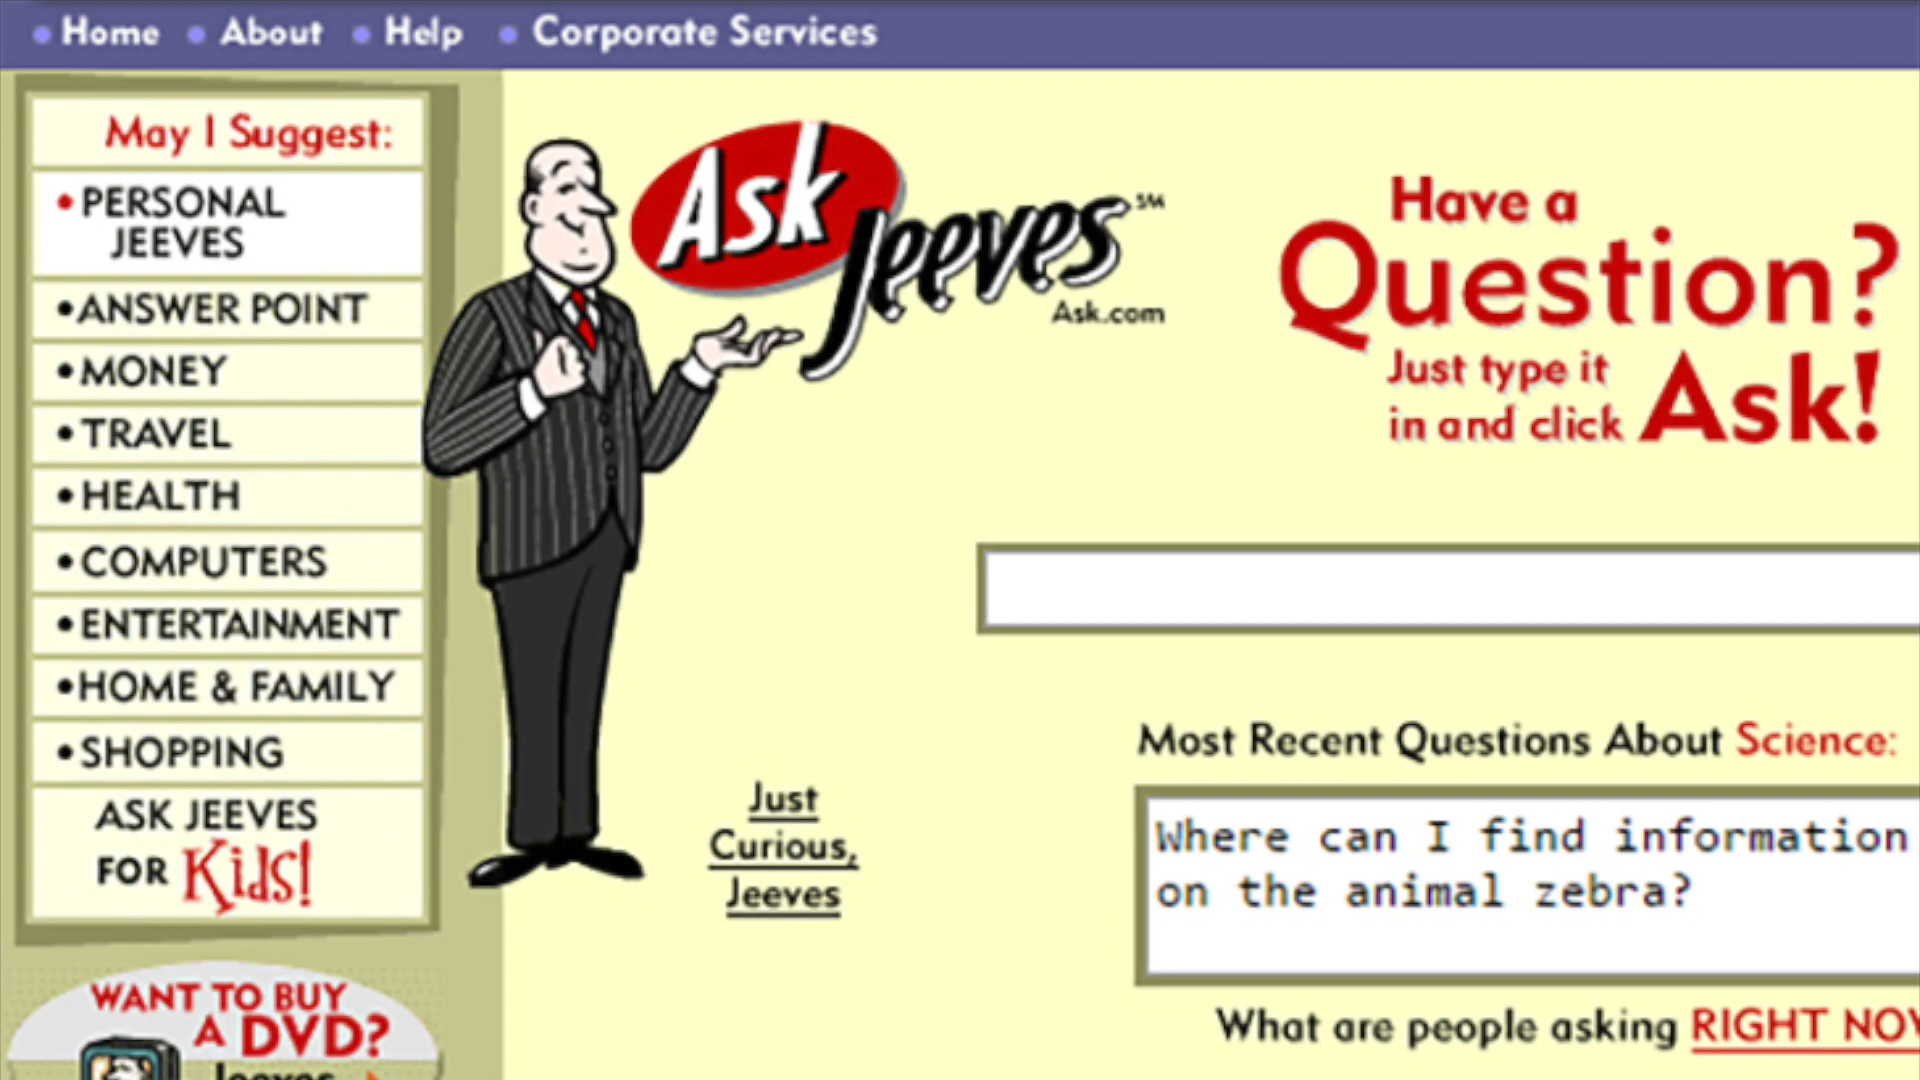 Home About Help Corporate Services
May I Suggest:
PERSONAL
JEEVES
ANSWER POINT
MONEY
TRAVEL
HEALTH
COMPUTERS
ENTERTAINMENT
HOME & FAMILY
SHOPPING
ASK JEEVES
FOR Kids!
WANT TO BUY
A DVD?
Jeeves
Ask Jeeves SM
Ask.com
Have a
Question?
Just type it
in and click Ask!
Just
Curious,
Jeeves
Most Recent Questions About Science:
Where can I find information
on the animal zebra?
What are people asking RIGHT NOW